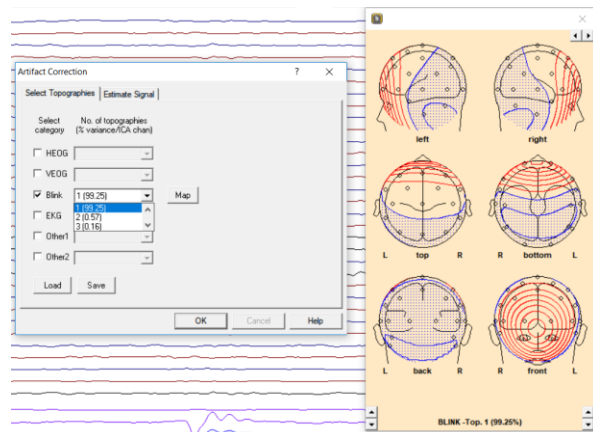 Artifact Correction ? ×
Select Topographies Estimate Signal
Select category No. of topographies (% variance/ICA chan)
HEOG
VEOG
Blink 1 (99.25) Map
1 (99.25)
2 (0.57)
EKG
3 (0.16)
Other1
Other2
Load Save
OK Cancel Help
left right
L top R R bottom L
L back R R front L
BLINK -Top. 1 (99.25%)